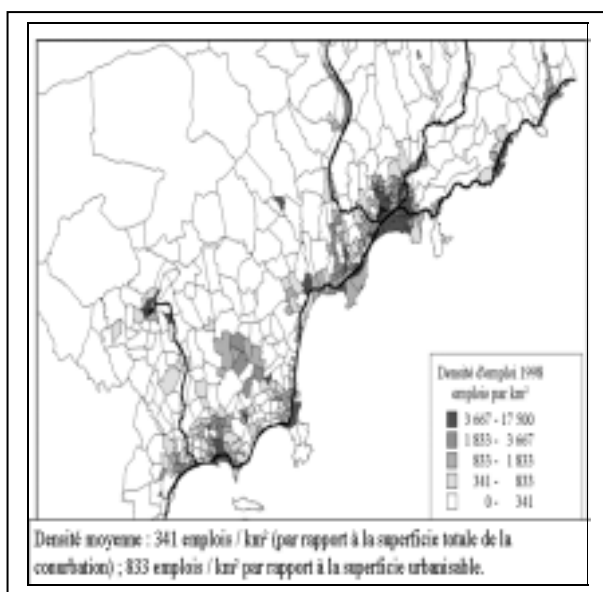 Densité d'emploi 1998
emplois par km²
3 667 - 17 500
1 833 - 3 667
833 - 1 833
341 - 833
0 - 341
Densité moyenne : 341 emplois / km² (par rapport à la superficie totale de la
conurbation) ; 833 emplois / km² par rapport à la superficie urbanisable.